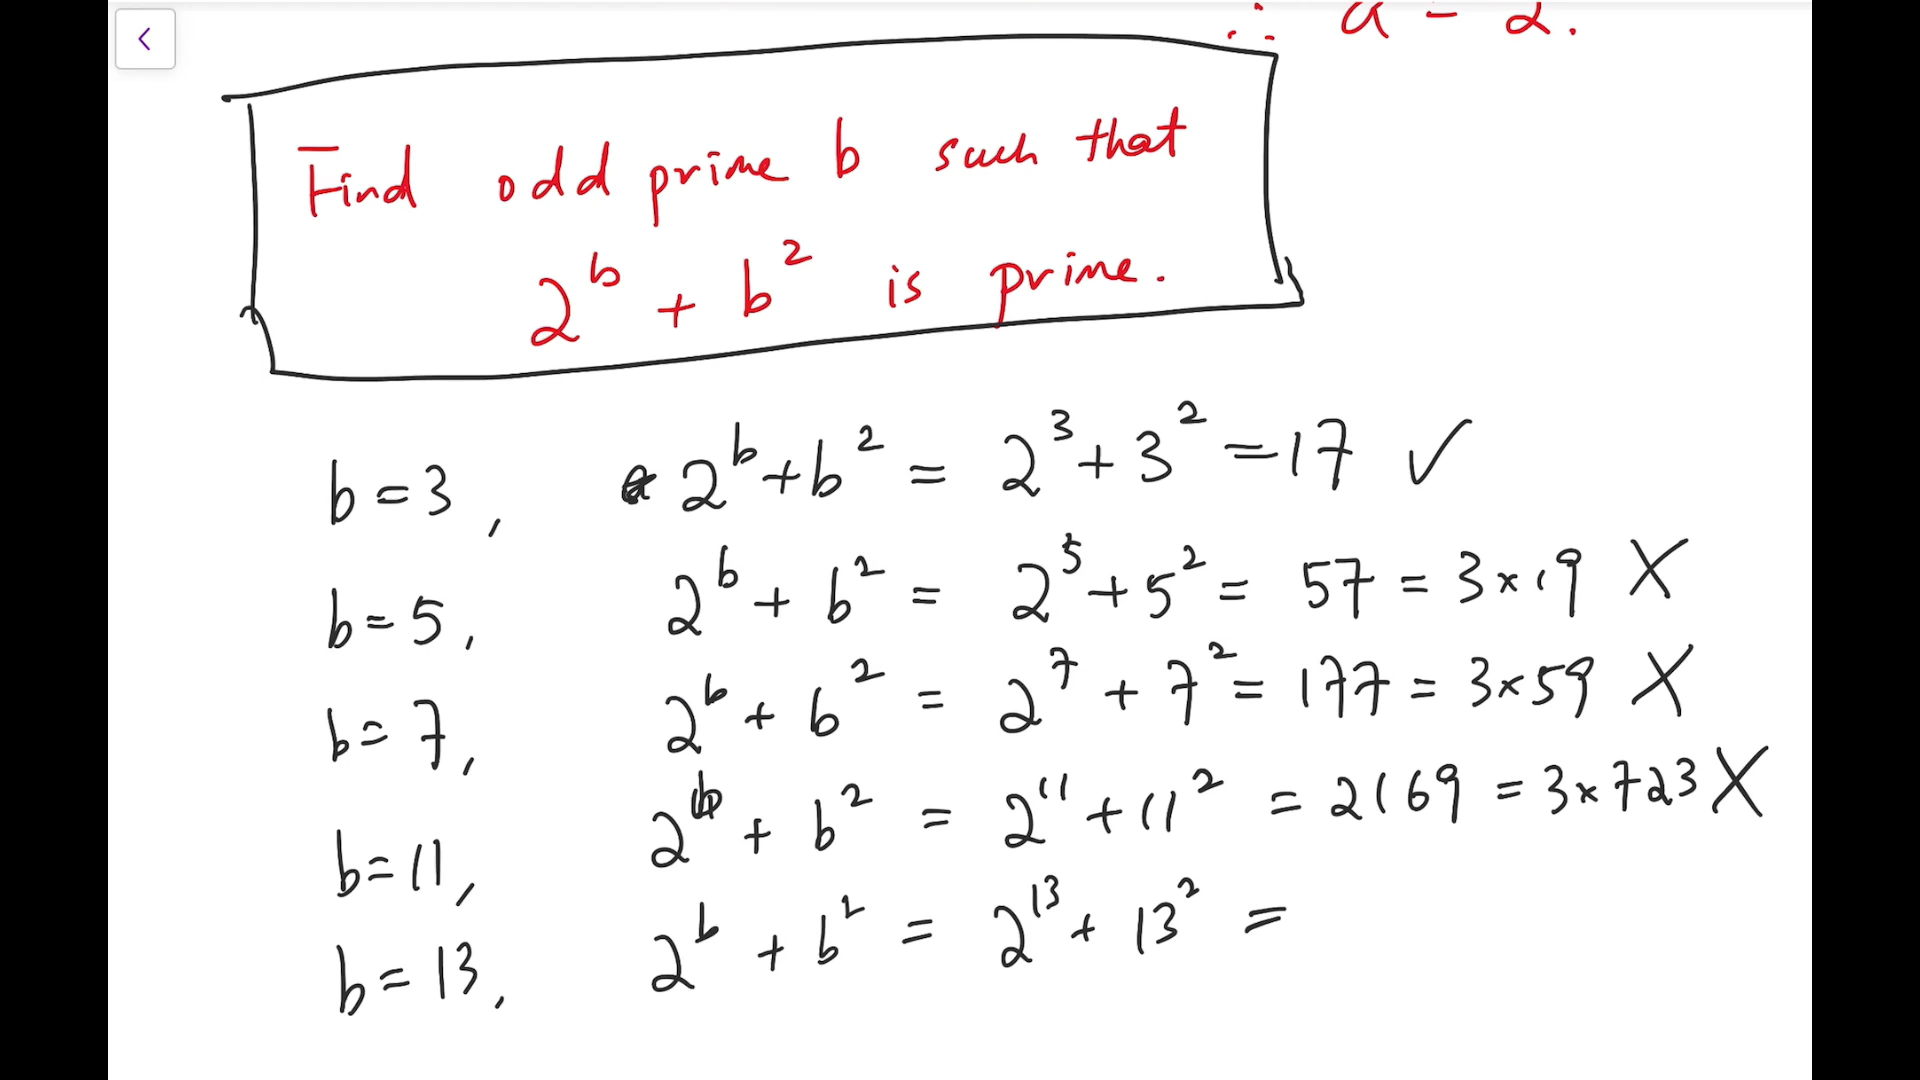 ∴ a = 2.
Find odd prime b such that
2^b + b^2 is prime.
b = 3, 2^b + b^2 = 2^3 + 3^2 = 17 ✓
b = 5, 2^b + b^2 = 2^5 + 5^2 = 57 = 3 × 19 X
b = 7, 2^b + b^2 = 2^7 + 7^2 = 177 = 3 × 59 X
b = 11, 2^b + b^2 = 2^11 + 11^2 = 2169 = 3 × 723 X
b = 13, 2^b + b^2 = 2^13 + 13^2 =